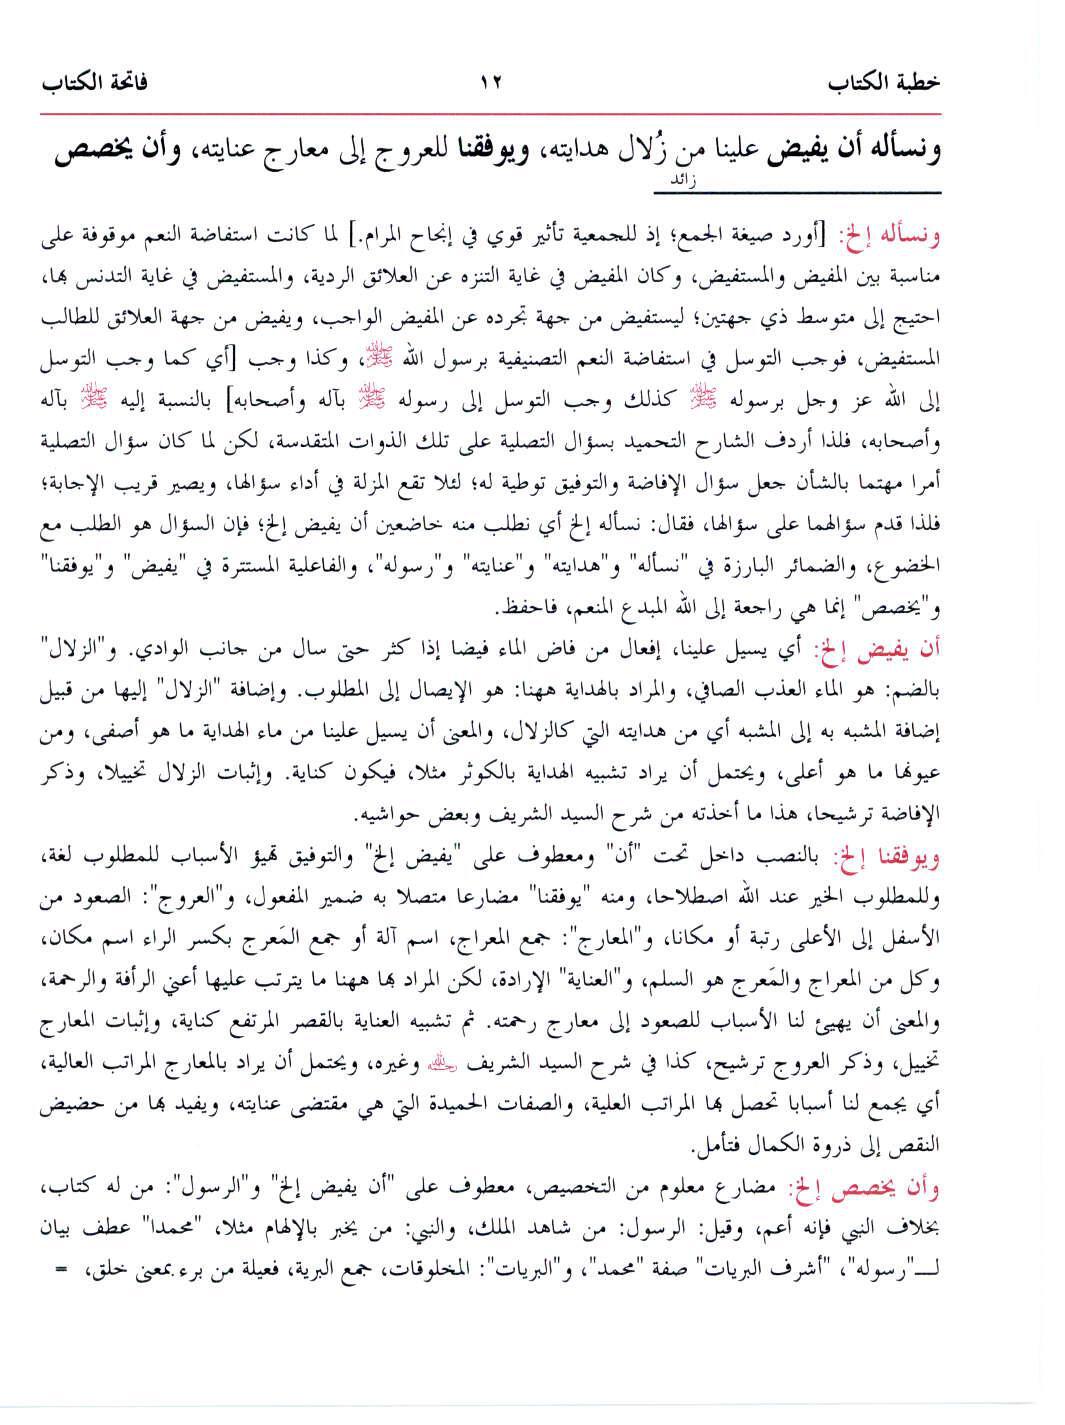 خطبة الكتاب ١٢ فاتحة الكتاب
ونسأله أن يفيض علينا من زُلال هدايته، ويوفقنا للعروج إلى معارج عنايته، وأن يخصص
زائد
ونسأله إلخ: [أورد صيغة الجمع؛ إذ للجمعية تأثير قوي في إنجاح المرام.] لما كانت استفاضة النعم موقوفة على
مناسبة بين المفيض والمستفيض، وكان المفيض في غاية التنزه عن العلائق الردية، والمستفيض في غاية التدنس بها،
احتيج إلى متوسط ذي جهتين؛ ليستفيض من جهة تجرده عن المفيض الواجب، ويفيض من جهة العلائق للطالب
المستفيض، فوجب التوسل في استفاضة النعم التصنيفية برسول الله ﷺ، وكذا وجب [أي كما وجب التوسل
إلى الله عز وجل برسوله ﷺ كذلك وجب التوسل إلى رسوله ﷺ بآله وأصحابه] بالنسبة إليه ﷺ بآله
وأصحابه، فلذا أردف الشارح التحميد بسؤال التصلية على تلك الذوات المتقدسة، لكن لما كان سؤال التصلية
أمرا مهتما بالشأن جعل سؤال الإفاضة والتوفيق توطية له؛ لئلا تقع المزلة في أداء سؤالها، ويصير قريب الإجابة؛
فلذا قدم سؤالهما على سؤالها، فقال: نسأله إلخ أي نطلب منه خاضعين أن يفيض إلخ؛ فإن السؤال هو الطلب مع
الخضوع، والضمائر البارزة في "نسأله" و"هدايته" و"عنايته" و"رسوله"، والفاعلية المستترة في "يفيض" و"يوفقنا"
و"يخصص" إنما هي راجعة إلى الله المبدع المنعم، فاحفظ.
أن يفيض إلخ: أي يسيل علينا، إفعال من فاض الماء فيضا إذا كثر حتى سال من جانب الوادي. و"الزلال"
بالضم: هو الماء العذب الصافي، والمراد بالهداية ههنا: هو الإيصال إلى المطلوب. وإضافة "الزلال" إليها من قبيل
إضافة المشبه به إلى المشبه أي من هدايته التي كالزلال، والمعنى أن يسيل علينا من ماء الهداية ما هو أصفى، ومن
عيونها ما هو أعلى، ويحتمل أن يراد تشبيه الهداية بالكوثر مثلا، فيكون كناية. وإثبات الزلال تخييلا، وذكر
الإفاضة ترشيحا، هذا ما أخذته من شرح السيد الشريف وبعض حواشيه.
ويوفقنا إلخ: بالنصب داخل تحت "أن" ومعطوف على "يفيض إلخ" والتوفيق تهيؤ الأسباب للمطلوب لغة،
وللمطلوب الخير عند الله اصطلاحا، ومنه "يوفقنا" مضارعا متصلا به ضمير المفعول، و"العروج": الصعود من
الأسفل إلى الأعلى رتبة أو مكانا، و"المعارج": جمع المعراج، اسم آلة أو جمع المَعرج بكسر الراء اسم مكان،
وكل من المعراج والمَعرج هو السلم، و"العناية" الإرادة، لكن المراد بها ههنا ما يترتب عليها أعني الرأفة والرحمة،
والمعنى أن يهيئ لنا الأسباب للصعود إلى معارج رحمته. ثم تشبيه العناية بالقصر المرتفع كناية، وإثبات المعارج
تخييل، وذكر العروج ترشيح، كذا في شرح السيد الشريف رحمه الله وغيره، ويحتمل أن يراد بالمعارج المراتب العالية،
أي يجمع لنا أسبابا تحصل بها المراتب العلية، والصفات الحميدة التي هي مقتضى عنايته، ويفيد بها من حضيض
النقص إلى ذروة الكمال فتأمل.
وأن يخصص إلخ: مضارع معلوم من التخصيص، معطوف على "أن يفيض إلخ" و"الرسول": من له كتاب،
بخلاف النبي فإنه أعم، وقيل: الرسول: من شاهد الملك، والنبي: من يخبر بالإلهام مثلا، "محمدا" عطف بيان
لـــ"رسوله"، "أشرف البريات" صفة "محمد"، و"البريات": المخلوقات، جمع البرية، فعيلة من برء بمعنى خلق، =